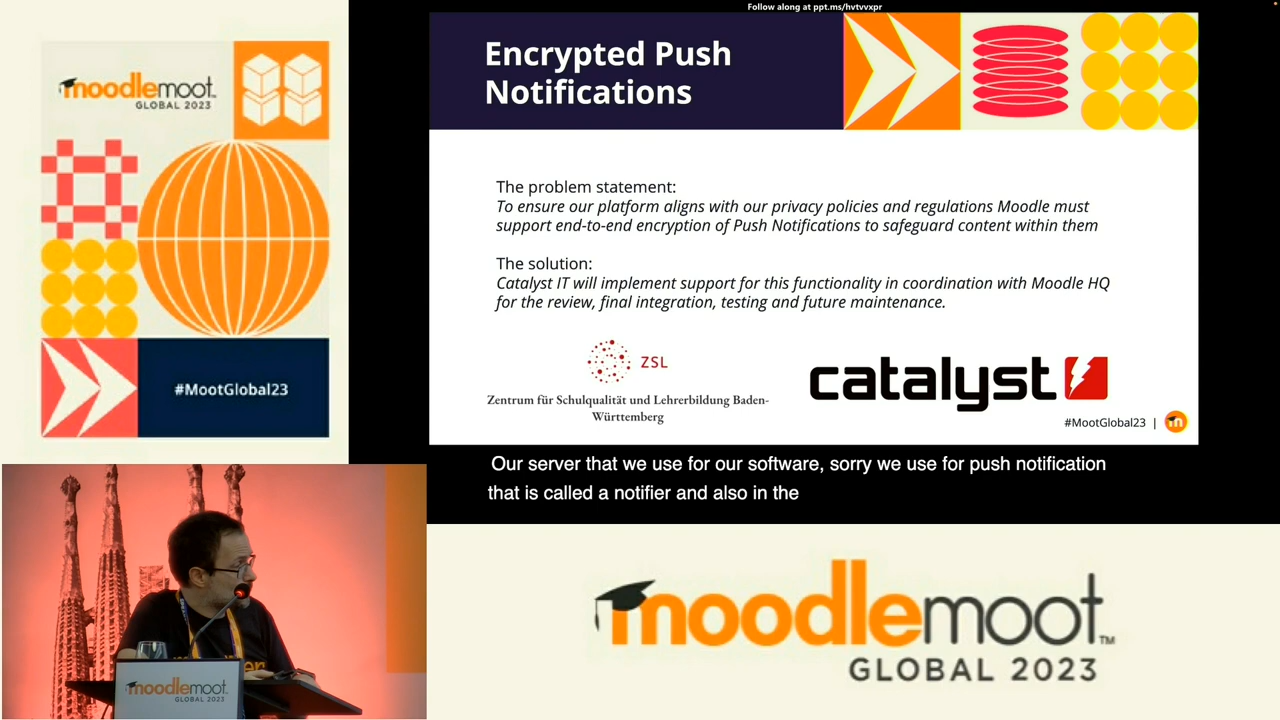 Follow along at ppt.ms/hvtvvxpr
moodlemoot
GLOBAL 2023
#MootGlobal23
Encrypted Push
Notifications
The problem statement:
To ensure our platform aligns with our privacy policies and regulations Moodle must
support end-to-end encryption of Push Notifications to safeguard content within them
The solution:
Catalyst IT will implement support for this functionality in coordination with Moodle HQ
for the review, final integration, testing and future maintenance.
ZSL
Zentrum für Schulqualität und Lehrerbildung Baden-
Württemberg
catalyst
#MootGlobal23 |
m
Our server that we use for our software, sorry we use for push notification
that is called a notifier and also in the
moodlemoot
GLOBAL 2023
moodlemoot™
GLOBAL 2023